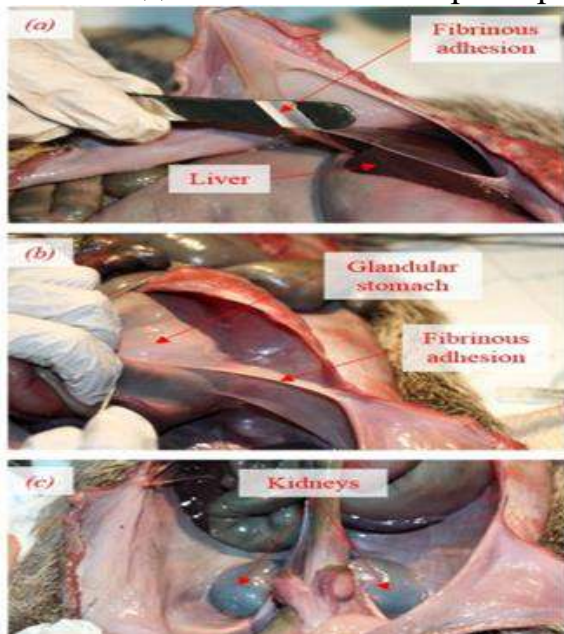 (a)
Fibrinous
adhesion
Liver
(b)
Glandular
stomach
Fibrinous
adhesion
(c)
Kidneys